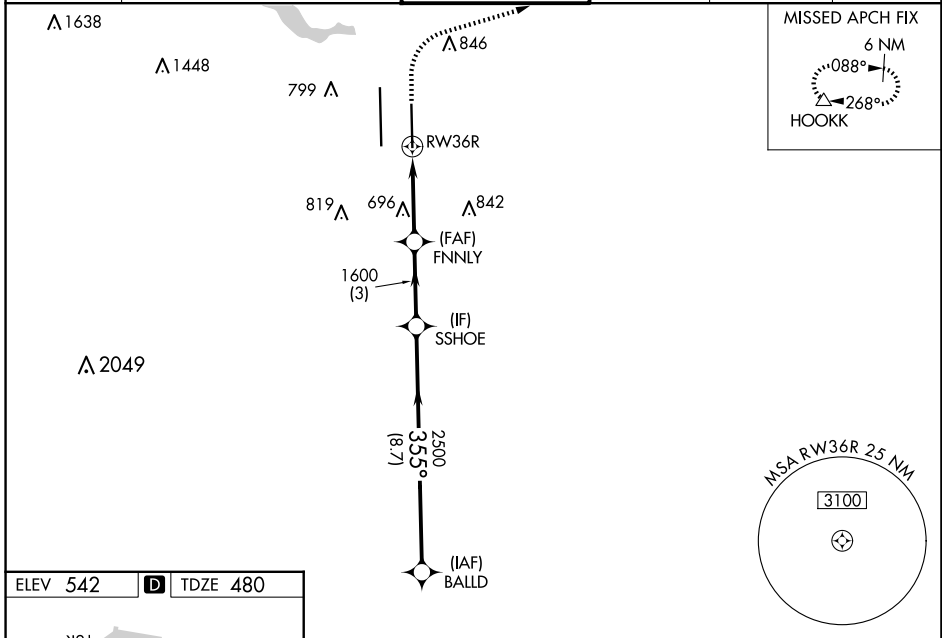 1638
1448
799
846
MISSED APCH FIX
6 NM
088°
268°
HOOKK
RW36R
819
696
842
(FAF)
FNNLY
1600
(3)
(IF)
SSHOE
2049
2500
355°
(8.7)
(IAF)
BALLD
MSA RW36R 25 NM
3100
ELEV 542 D TDZE 480